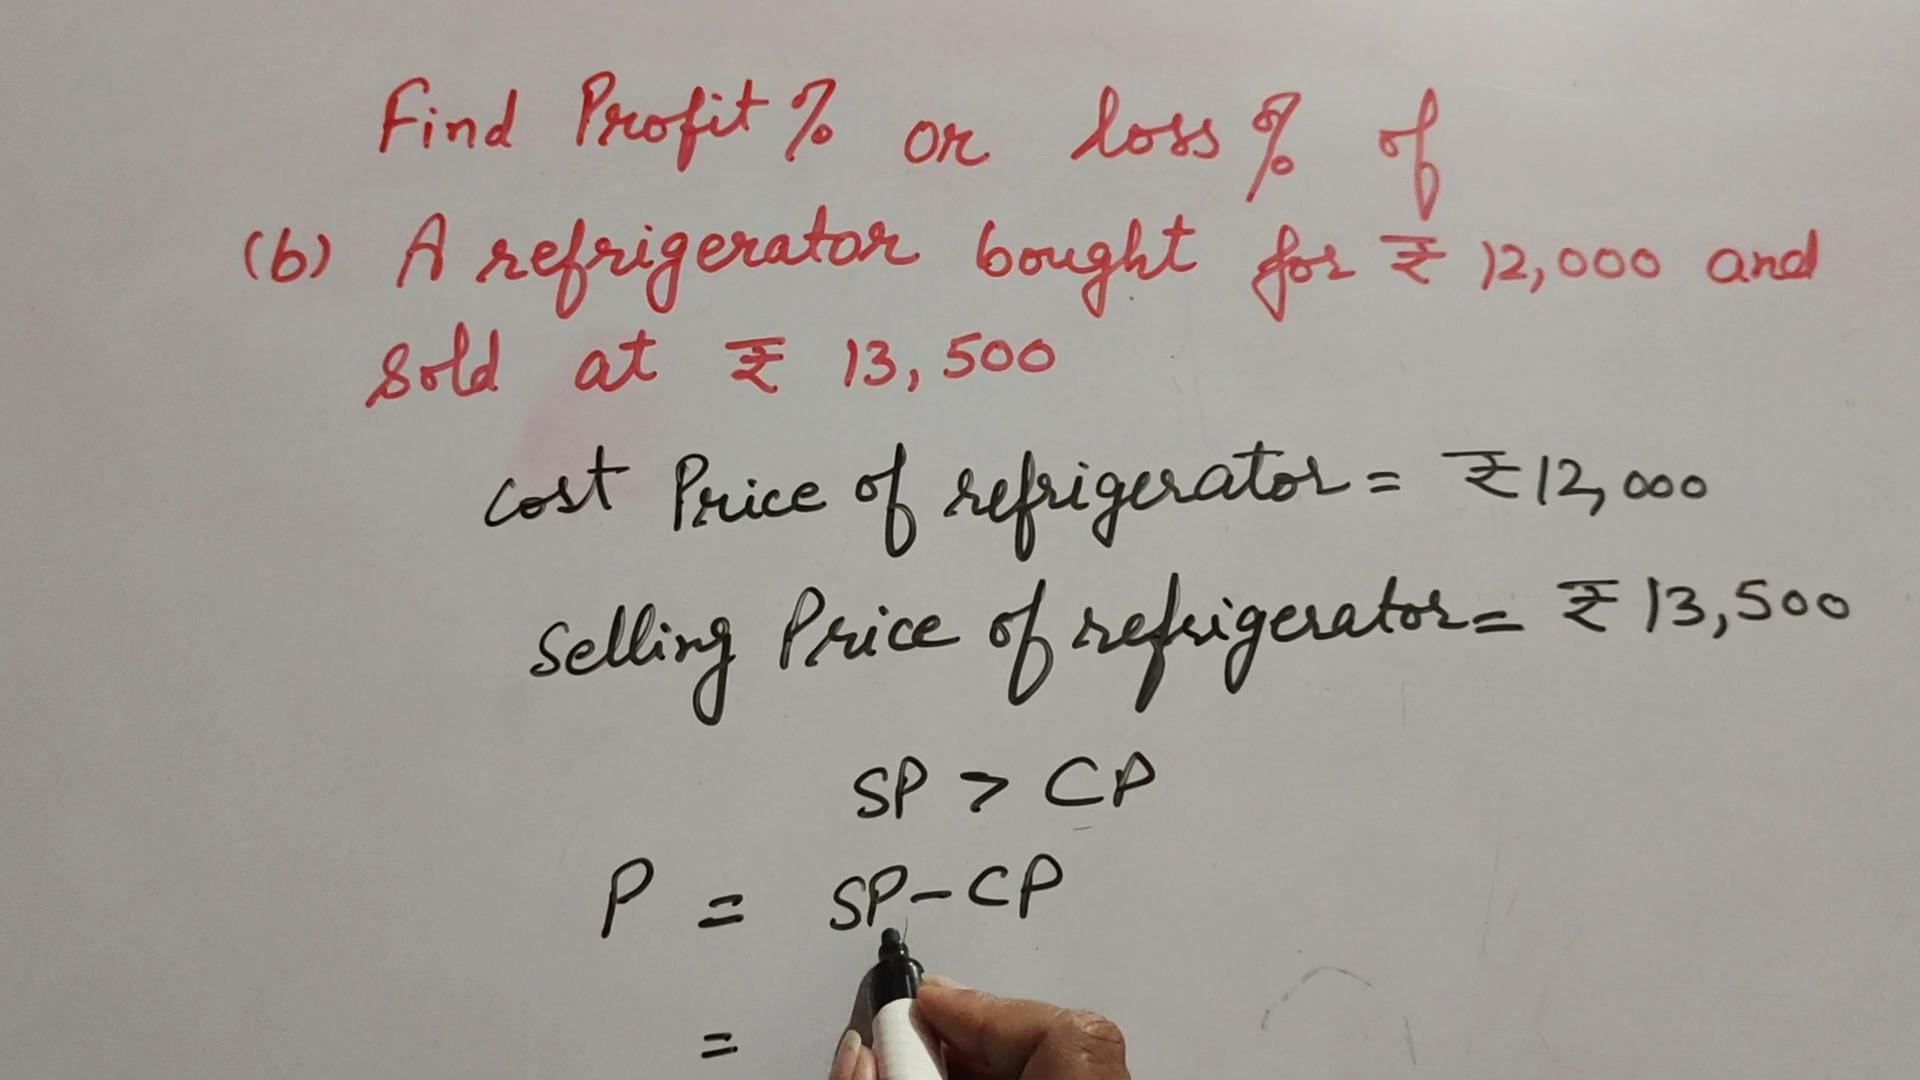 Find Profit % or loss % of
(b) A refrigerator bought for ₹ 12,000 and
sold at ₹ 13,500
cost Price of refrigerator = ₹ 12,000
selling Price of refrigerator = ₹ 13,500
SP > CP
P = SP - CP
=